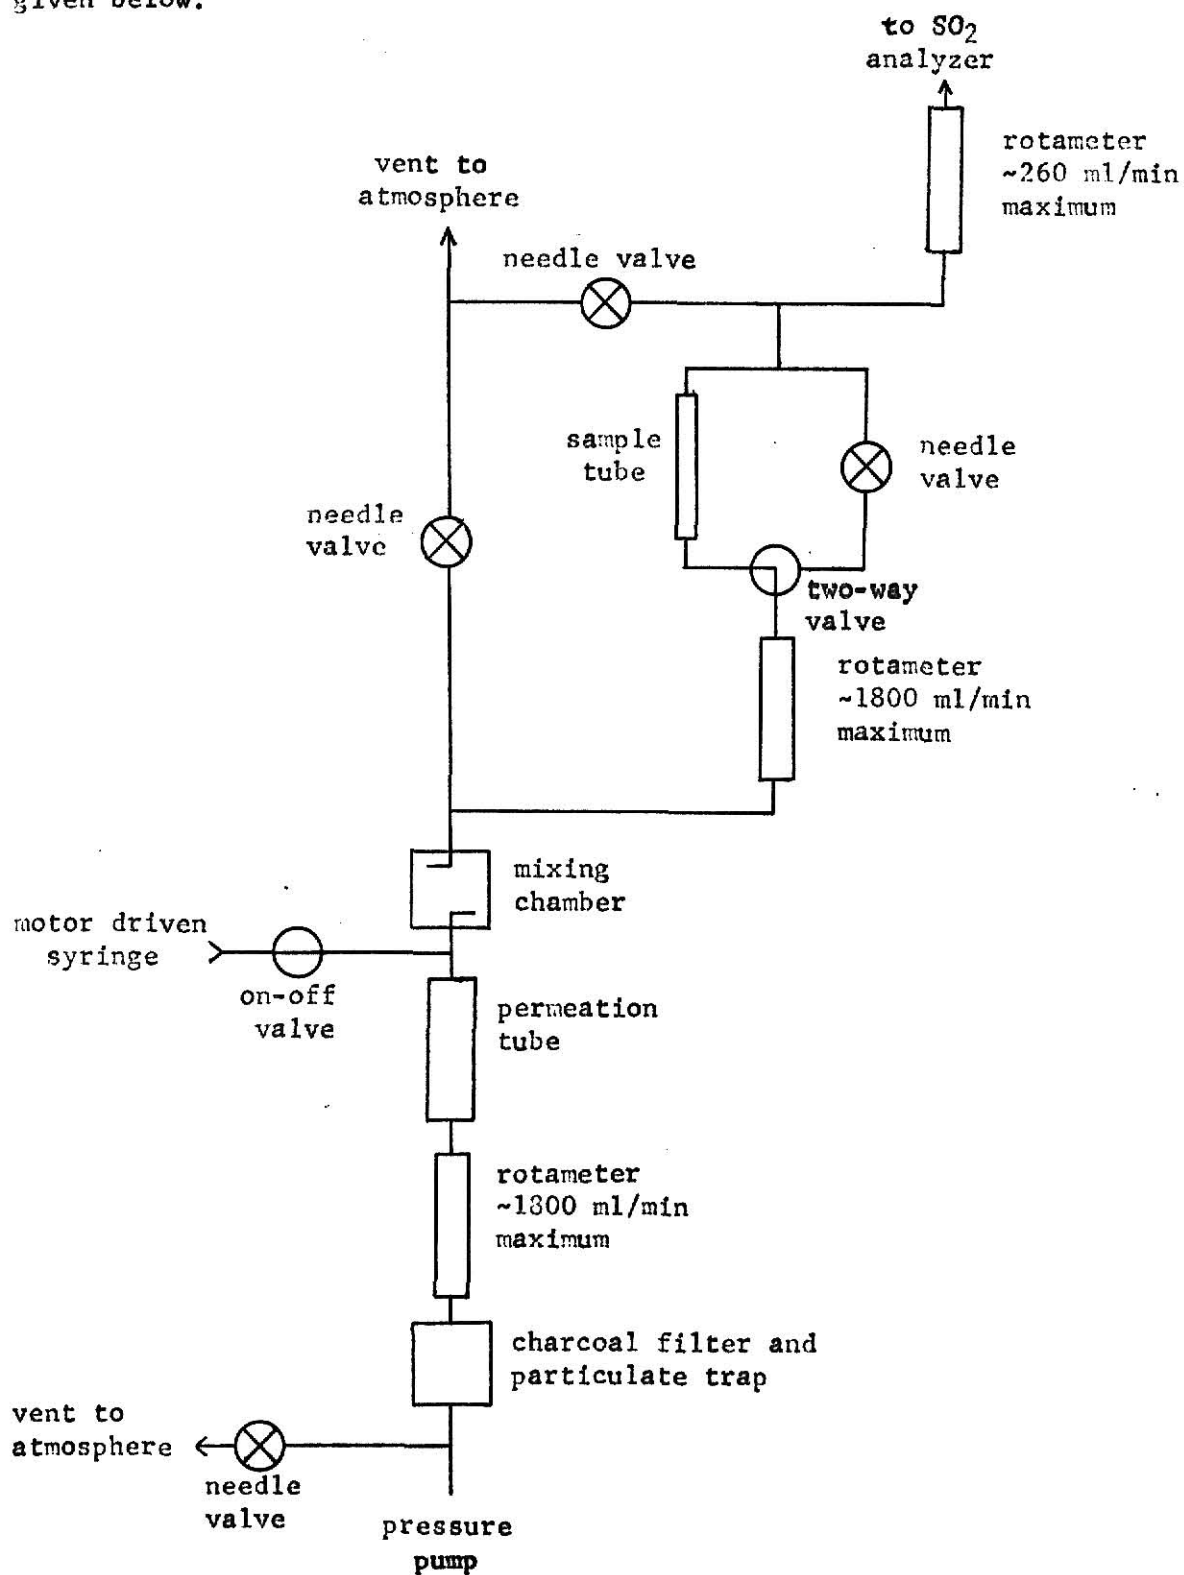 given below.
to SO2
analyzer
rotameter
~260 ml/min
maximum
vent to
atmosphere
needle valve
sample
tube
needle
valve
needle
valve
two-way
valve
rotameter
~1800 ml/min
maximum
mixing
chamber
motor driven
syringe
on-off
valve
permeation
tube
rotameter
~1800 ml/min
maximum
charcoal filter and
particulate trap
vent to
atmosphere
needle
valve
pressure
pump